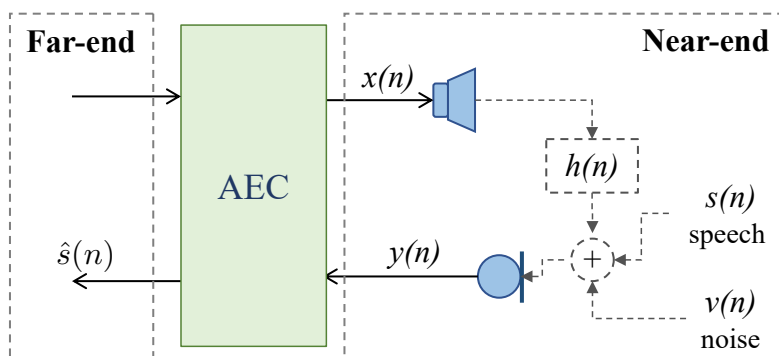 Far-end
Near-end
x(n)
AEC
h(n)
ŝ(n)
y(n)
+
s(n)
speech
v(n)
noise